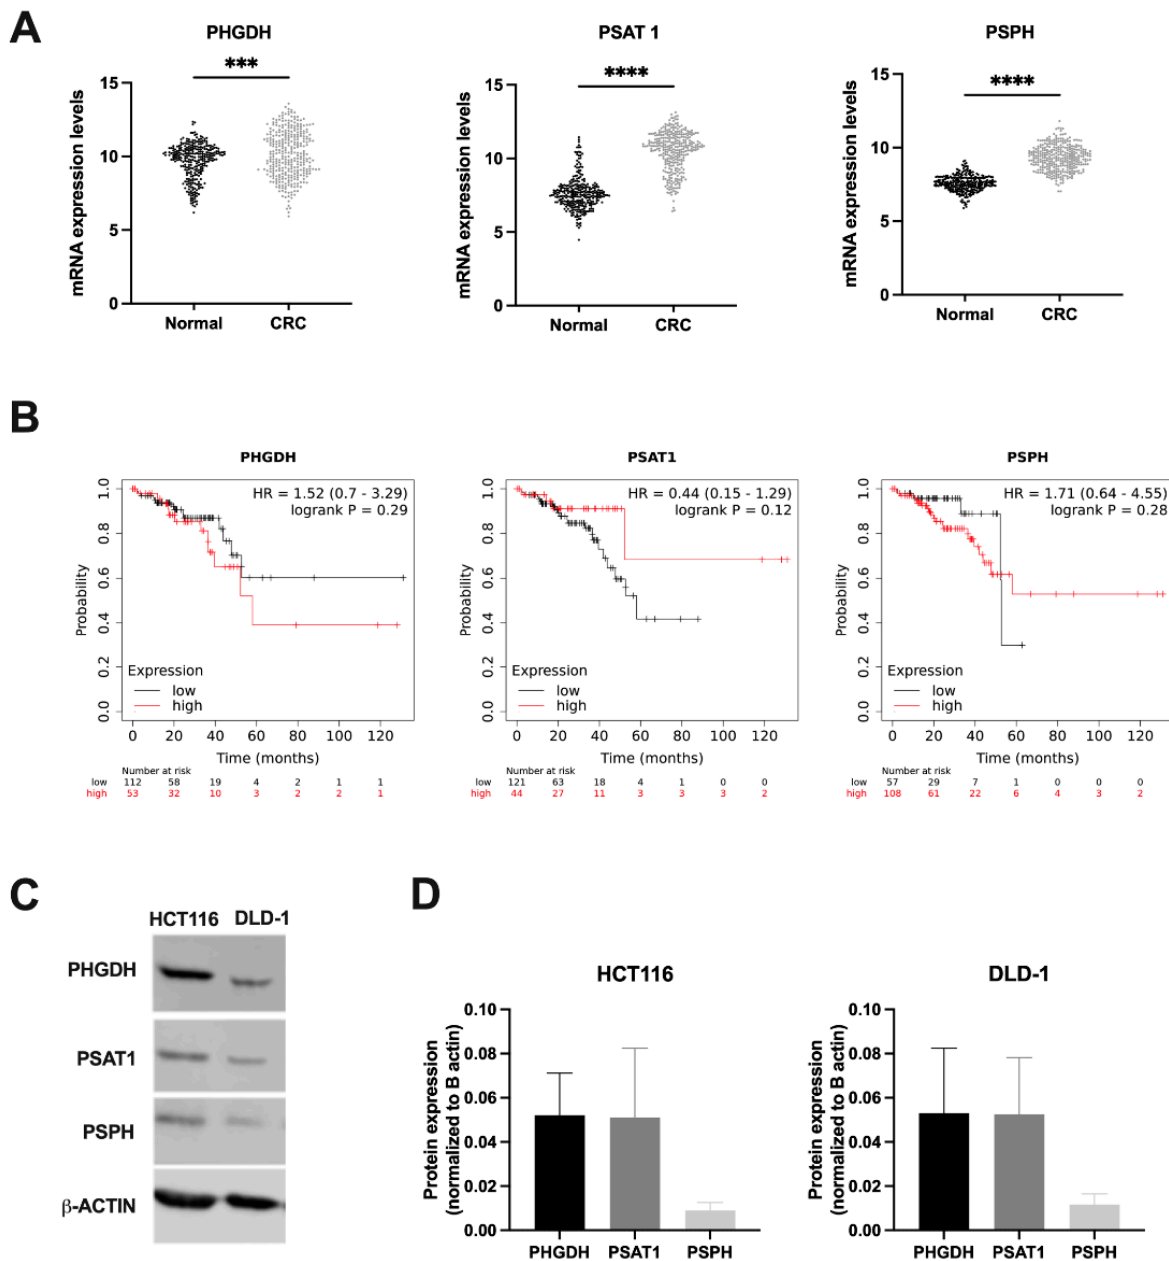 A
PHGDH
***
mRNA expression levels
15
10
5
0
Normal CRC
PSAT 1
****
mRNA expression levels
15
10
5
0
Normal CRC
PSPH
****
mRNA expression levels
15
10
5
0
Normal CRC
B
PHGDH
HR = 1.52 (0.7 - 3.29)
logrank P = 0.29
Probability
1.0
0.8
0.6
0.4
0.2
0.0
Expression
low
high
0 20 40 60 80 100 120
Time (months)
Number at risk
low 112 58 19 4 2 1 1
high 53 32 10 3 2 2 1
PSAT1
HR = 0.44 (0.15 - 1.29)
logrank P = 0.12
Probability
1.0
0.8
0.6
0.4
0.2
0.0
Expression
low
high
0 20 40 60 80 100 120
Time (months)
Number at risk
low 121 63 18 4 1 0 0
high 44 27 11 3 3 3 2
PSPH
HR = 1.71 (0.64 - 4.55)
logrank P = 0.28
Probability
1.0
0.8
0.6
0.4
0.2
0.0
Expression
low
high
0 20 40 60 80 100 120
Time (months)
Number at risk
low 57 29 7 1 0 0 0
high 108 61 22 6 4 3 2
C
HCT116 DLD-1
PHGDH
PSAT1
PSPH
β-ACTIN
D
HCT116
Protein expression
(normalized to B actin)
0.10
0.08
0.06
0.04
0.02
0.00
PHGDH PSAT1 PSPH
DLD-1
Protein expression
(normalized to B actin)
0.10
0.08
0.06
0.04
0.02
0.00
PHGDH PSAT1 PSPH